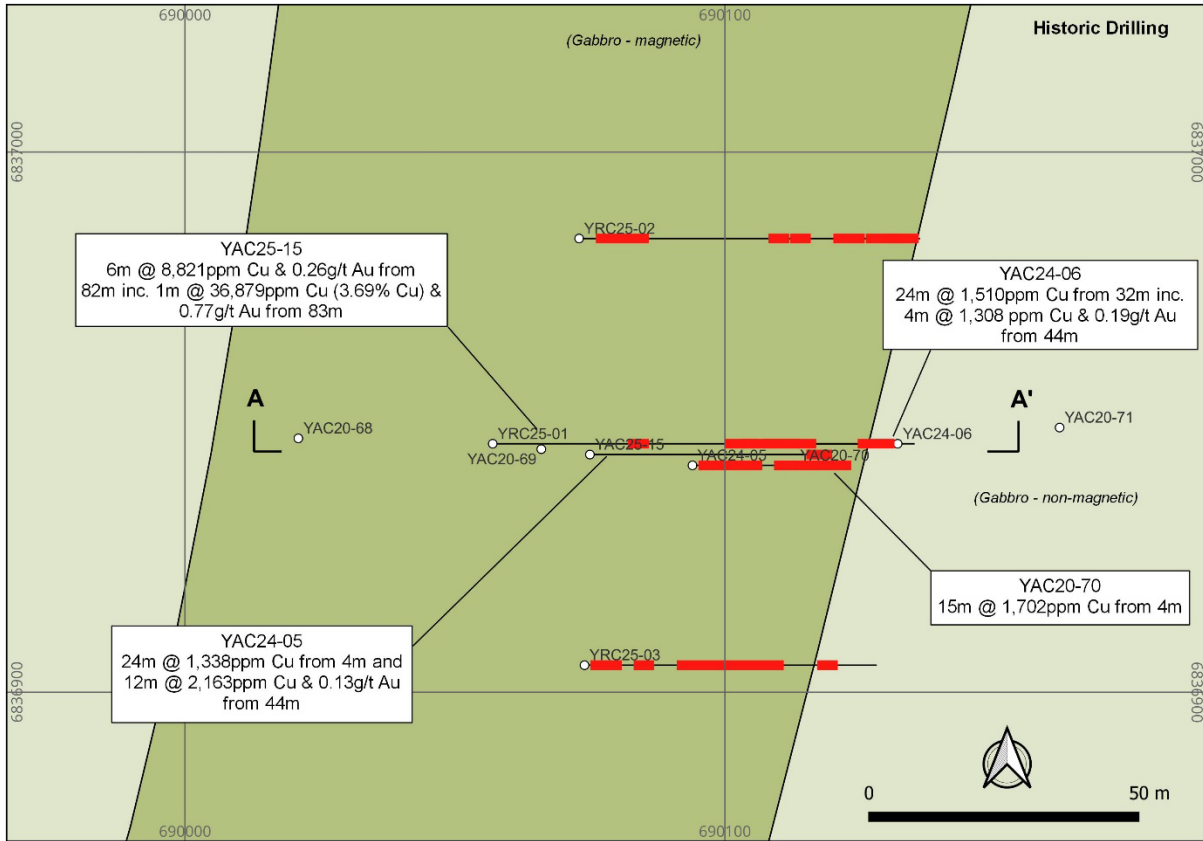 690000
690100
Historic Drilling
(Gabbro - magnetic)
6837000
6837000
YRC25-02
YAC25-15
6m @ 8,821ppm Cu & 0.26g/t Au from
82m inc. 1m @ 36,879ppm Cu (3.69% Cu) &
0.77g/t Au from 83m
YAC24-06
24m @ 1,510ppm Cu from 32m inc.
4m @ 1,308 ppm Cu & 0.19g/t Au
from 44m
A
A'
YAC20-68
YRC25-01
YAC20-69
YAC25-15
YAC24-05
YAC20-70
YAC24-06
YAC20-71
(Gabbro - non-magnetic)
YAC20-70
15m @ 1,702ppm Cu from 4m
YAC24-05
24m @ 1,338ppm Cu from 4m and
12m @ 2,163ppm Cu & 0.13g/t Au
from 44m
YRC25-03
6836900
6836900
0
50 m
690000
690100